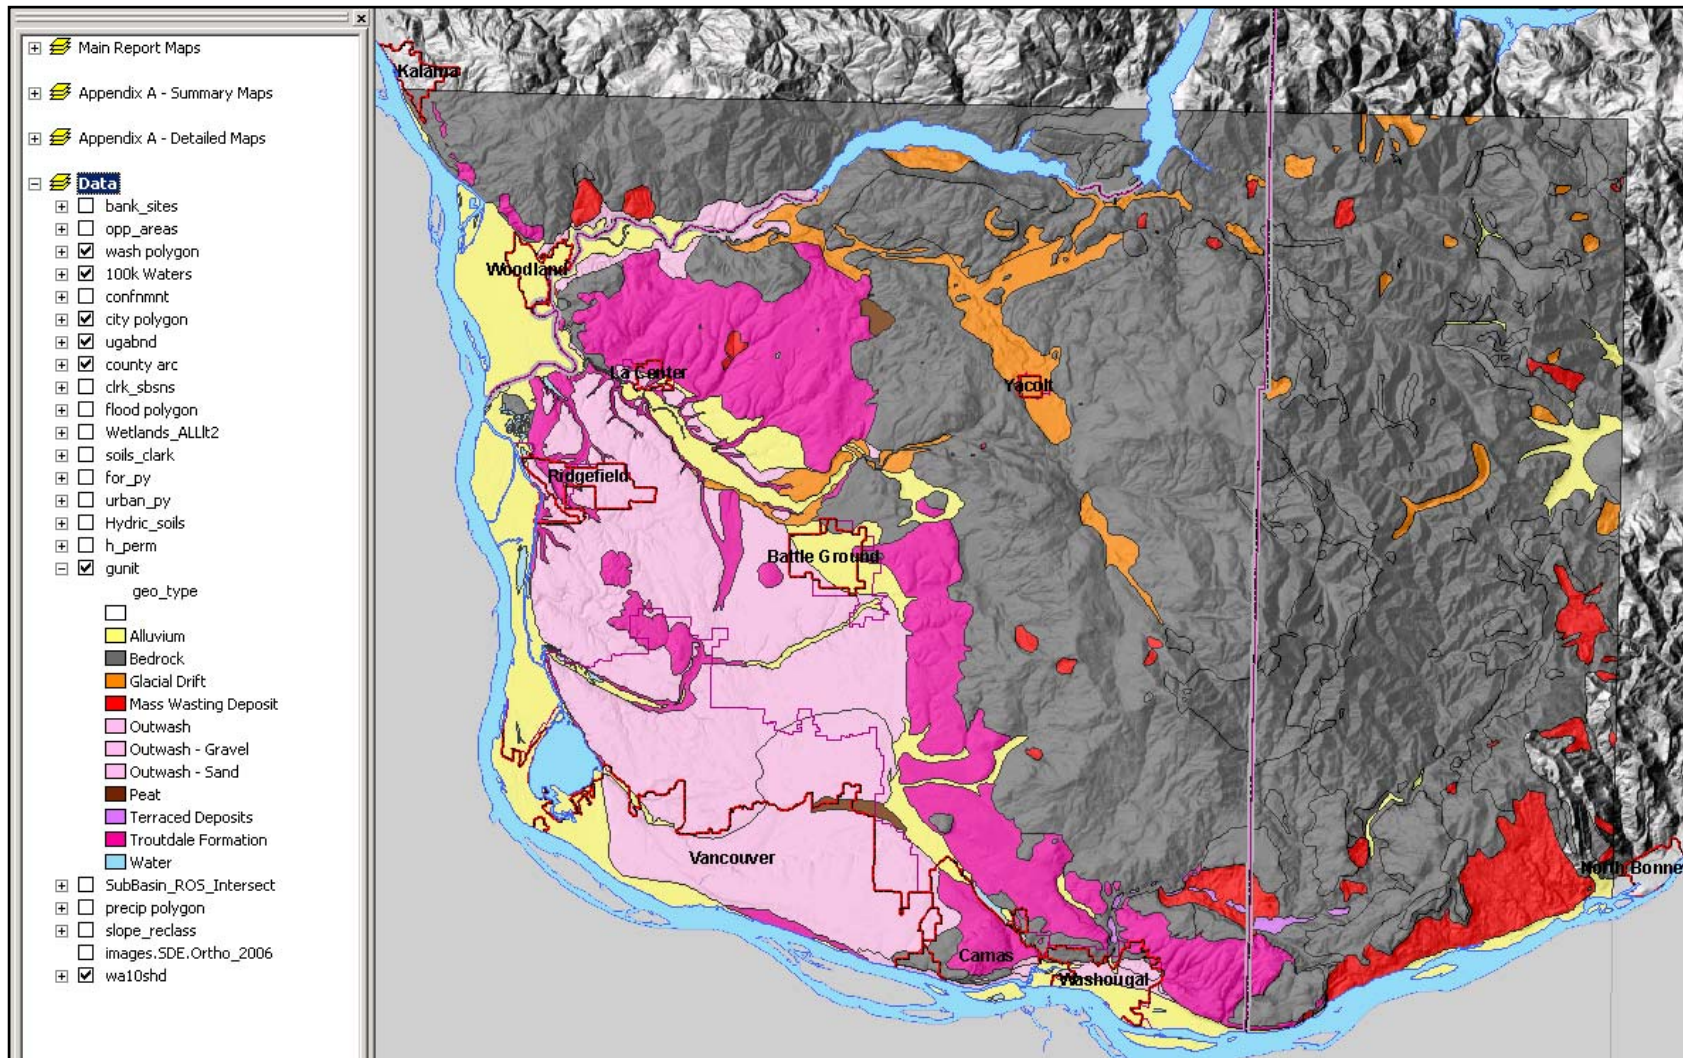 Main Report Maps
Appendix A - Summary Maps
Appendix A - Detailed Maps
Data
bank_sites
opp_areas
wash polygon
100k Waters
confnmnt
city polygon
ugabnd
county arc
clrk_sbsns
flood polygon
Wetlands_ALLlt2
soils_clark
for_py
urban_py
Hydric_soils
h_perm
gunit
geo_type
Alluvium
Bedrock
Glacial Drift
Mass Wasting Deposit
Outwash
Outwash - Gravel
Outwash - Sand
Peat
Terraced Deposits
Troutdale Formation
Water
SubBasin_ROS_Intersect
precip polygon
slope_reclass
images.SDE.Ortho_2006
wa10shd
Kalama
Woodland
La Center
Yacolt
Ridgefield
Battle Ground
Vancouver
North Bonne
Camas
Washougal